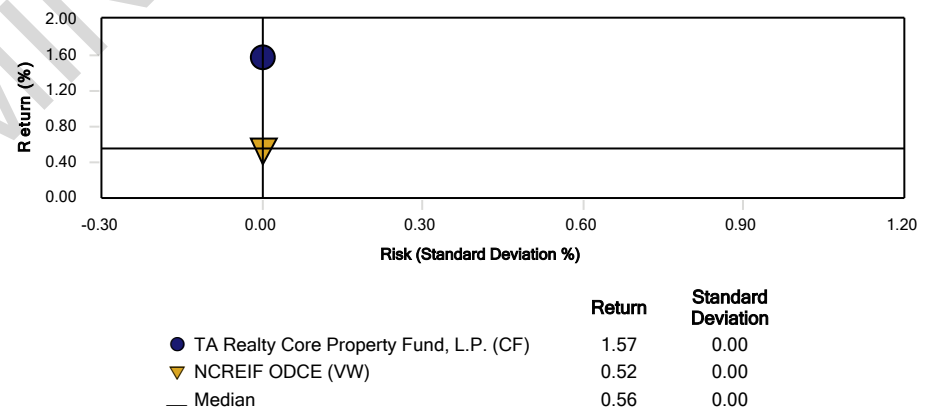 2.00
1.60
1.20
0.80
0.40
0.00
Return (%)
-0.30 0.00 0.30 0.60 0.90 1.20
Risk (Standard Deviation %)
Return Standard Deviation
TA Realty Core Property Fund, L.P. (CF) 1.57 0.00
NCREIF ODCE (VW) 0.52 0.00
Median 0.56 0.00